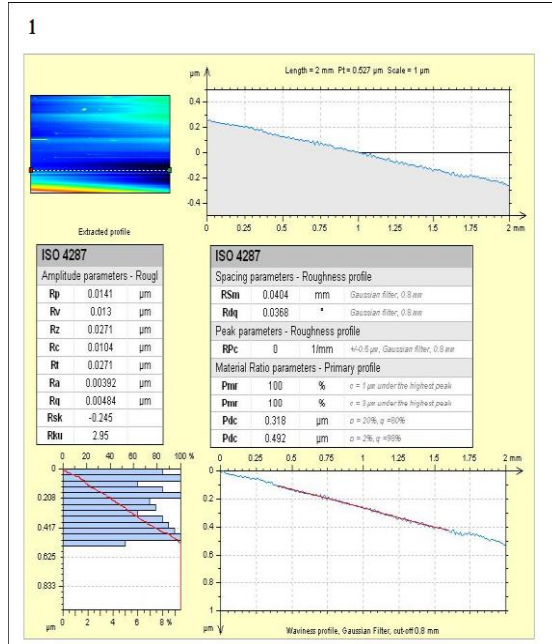 1
µm
Length = 2 mm Pt = 0.527 µm Scale = 1 µm
0.4
0.2
0
-0.2
-0.4
0 0.25 0.5 0.75 1 1.25 1.5 1.75 2 mm
Extracted profile
ISO 4287
Amplitude parameters - Rougl
Rp 0.0141 µm
Rv 0.013 µm
Rz 0.0271 µm
Rc 0.0104 µm
Rt 0.0271 µm
Ra 0.00392 µm
Rq 0.00484 µm
Rsk -0.245
Rku 2.95
ISO 4287
Spacing parameters - Roughness profile
RSm 0.0404 mm Gaussian filter, 0.8 mm
Rdq 0.0368 ° Gaussian filter, 0.8 mm
Peak parameters - Roughness profile
RPc 0 1/mm +/-0.5 µm, Gaussian filter, 0.8 mm
Material Ratio parameters - Primary profile
Pmr 100 % c = 1 µm under the highest peak
Pmr 100 % c = 3 µm under the highest peak
Pdc 0.318 µm p = 20%, q =80%
Pdc 0.492 µm p = 2%, q =98%
0 20 40 60 80 100 %
0
0.208
0.417
0.625
0.833
µm
0 2 4 6 8 %
0 0.5 1 1.5 2 mm
0
0.2
0.4
0.6
0.8
1
µm
Waviness profile, Gaussian Filter, cut-off 0.8 mm